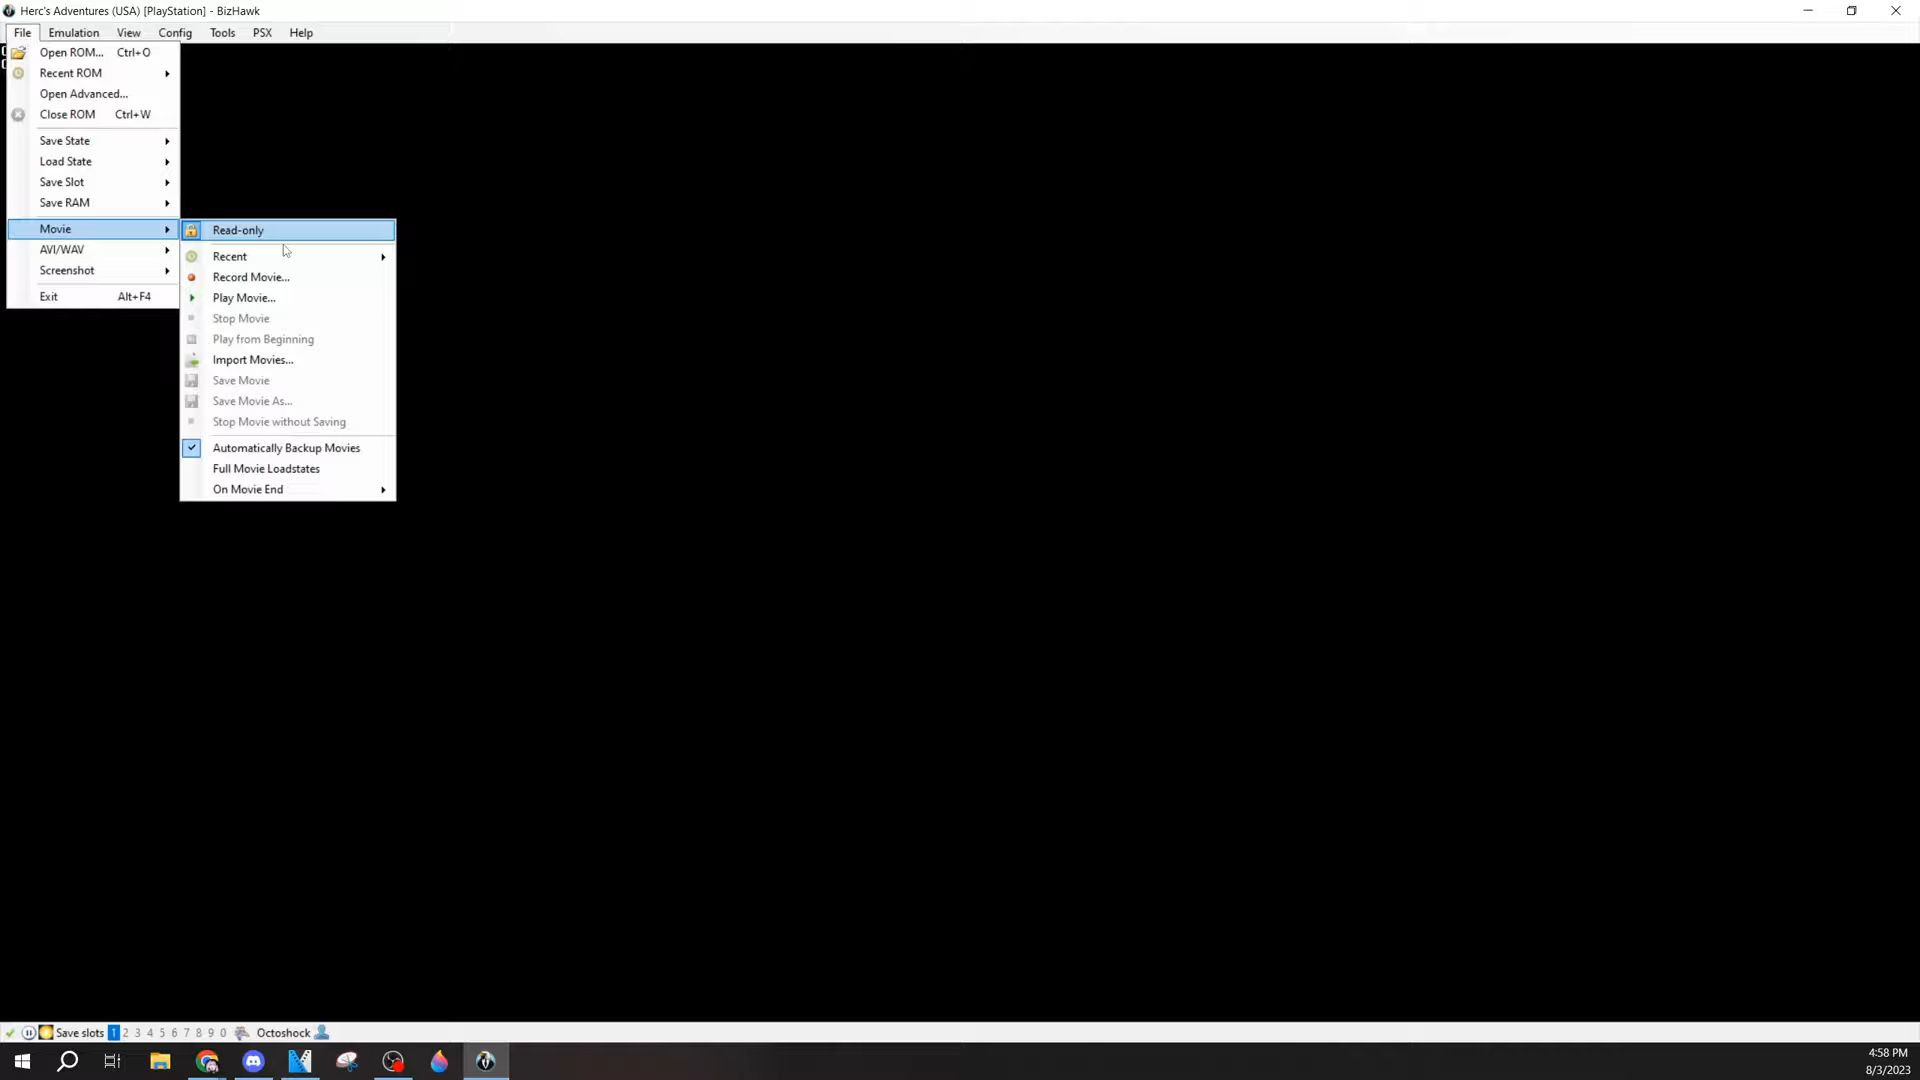 Herc's Adventures (USA) [PlayStation] - BizHawk
File Emulation View Config Tools PSX Help
Open ROM... Ctrl+O
Recent ROM
Open Advanced...
Close ROM Ctrl+W
Save State
Load State
Save Slot
Save RAM
Movie
AVI/WAV
Screenshot
Exit Alt+F4
Read-only
Recent
Record Movie...
Play Movie...
Stop Movie
Play from Beginning
Import Movies...
Save Movie
Save Movie As...
Stop Movie without Saving
Automatically Backup Movies
Full Movie Loadstates
On Movie End
Save slots 1 2 3 4 5 6 7 8 9 0 Octoshock
4:58 PM
8/3/2023